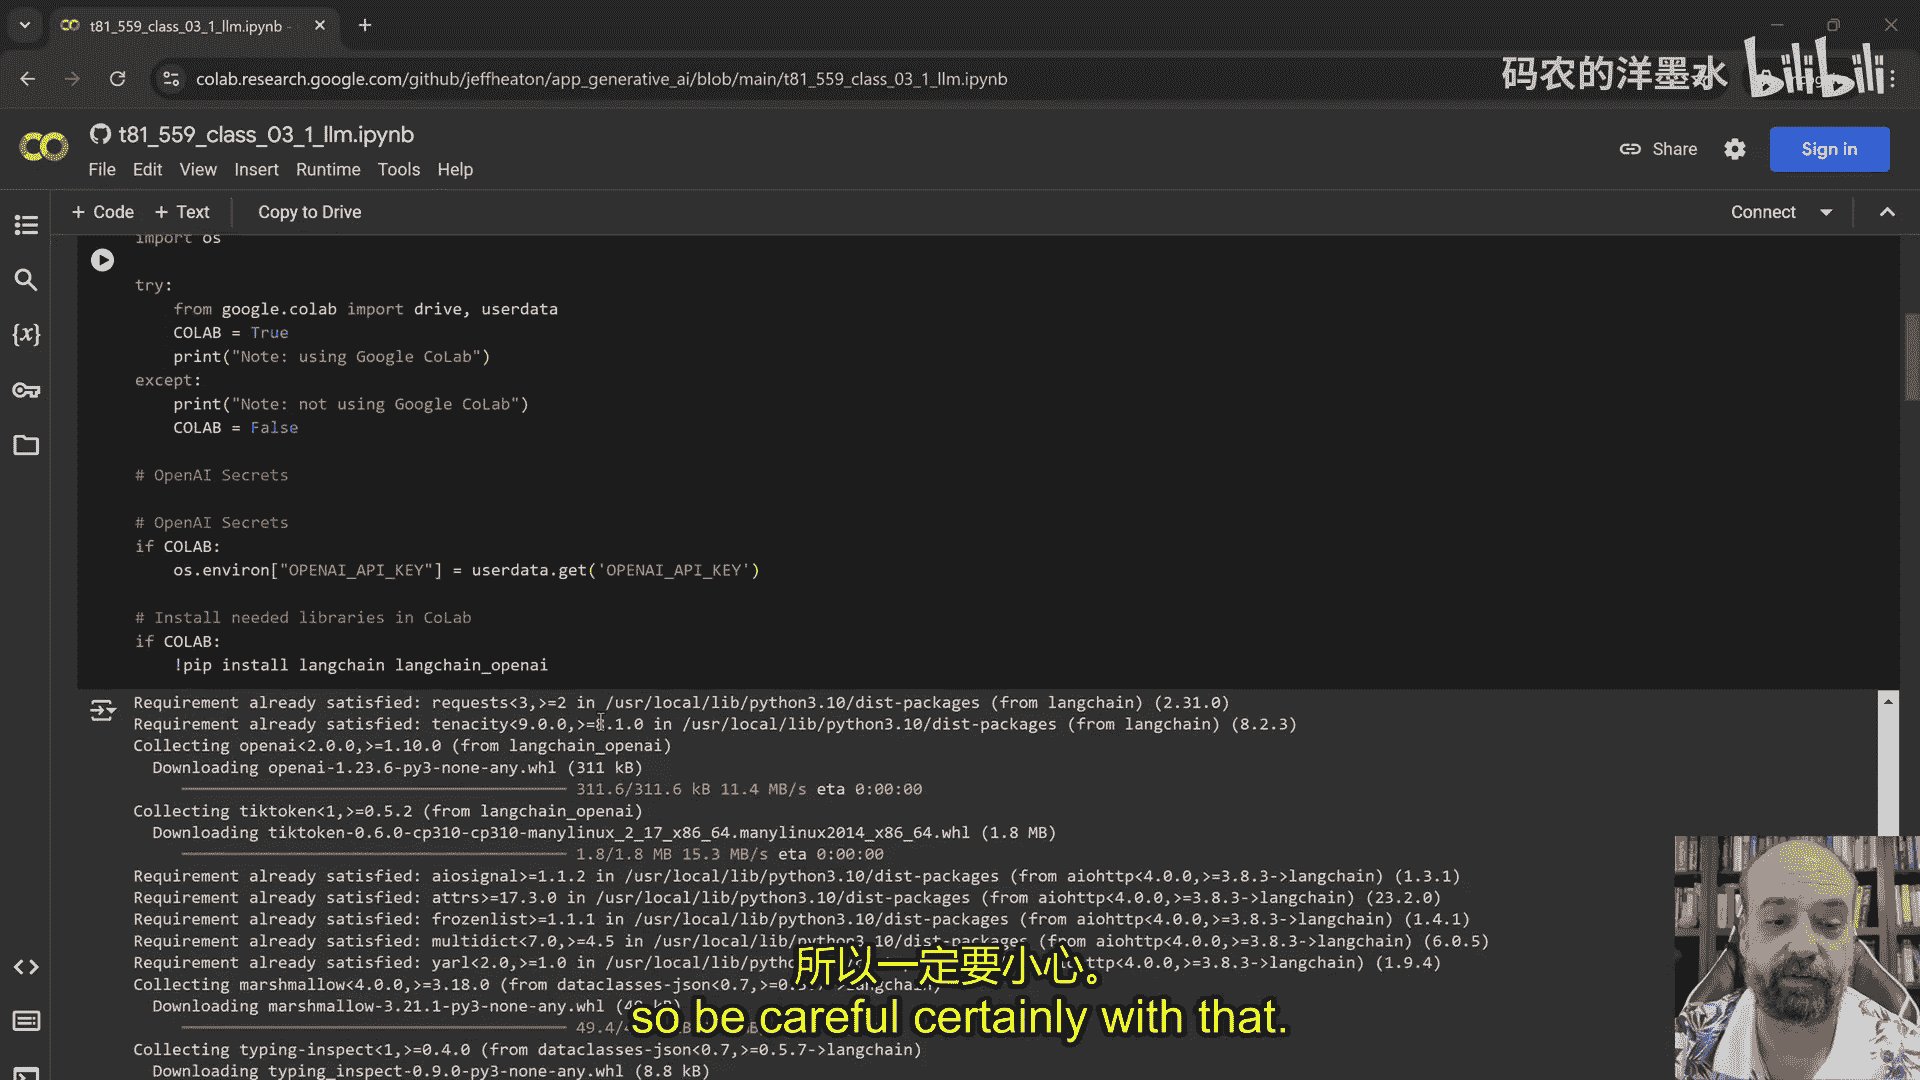 t81_559_class_03_1_llm.ipynb -
colab.research.google.com/github/jeffheaton/app_generative_ai/blob/main/t81_559_class_03_1_llm.ipynb
码农的洋墨水 bilibili
t81_559_class_03_1_llm.ipynb
File Edit View Insert Runtime Tools Help
Share
Sign in
+ Code + Text Copy to Drive
Connect
import os
try:
from google.colab import drive, userdata
COLAB = True
print("Note: using Google CoLab")
except:
print("Note: not using Google CoLab")
COLAB = False
# OpenAI Secrets
# OpenAI Secrets
if COLAB:
os.environ["OPENAI_API_KEY"] = userdata.get('OPENAI_API_KEY')
# Install needed libraries in CoLab
if COLAB:
!pip install langchain langchain_openai
Requirement already satisfied: requests<3,>=2 in /usr/local/lib/python3.10/dist-packages (from langchain) (2.31.0)
Requirement already satisfied: tenacity<9.0.0,>=8.1.0 in /usr/local/lib/python3.10/dist-packages (from langchain) (8.2.3)
Collecting openai<2.0.0,>=1.10.0 (from langchain_openai)
Downloading openai-1.23.6-py3-none-any.whl (311 kB)
311.6/311.6 kB 11.4 MB/s eta 0:00:00
Collecting tiktoken<1,>=0.5.2 (from langchain_openai)
Downloading tiktoken-0.6.0-cp310-cp310-manylinux_2_17_x86_64.manylinux2014_x86_64.whl (1.8 MB)
1.8/1.8 MB 15.3 MB/s eta 0:00:00
Requirement already satisfied: aiosignal>=1.1.2 in /usr/local/lib/python3.10/dist-packages (from aiohttp<4.0.0,>=3.8.3->langchain) (1.3.1)
Requirement already satisfied: attrs>=17.3.0 in /usr/local/lib/python3.10/dist-packages (from aiohttp<4.0.0,>=3.8.3->langchain) (23.2.0)
Requirement already satisfied: frozenlist>=1.1.1 in /usr/local/lib/python3.10/dist-packages (from aiohttp<4.0.0,>=3.8.3->langchain) (1.4.1)
Requirement already satisfied: multidict<7.0,>=4.5 in /usr/local/lib/python3.10/dist-packages (from aiohttp<4.0.0,>=3.8.3->langchain) (6.0.5)
Requirement already satisfied: yarl<2.0,>=1.0 in /usr/local/lib/ aiohttp<4.0.0,>=3.8.3->langchain) (1.9.4)
所以一定要小心。
Collecting marshmallow<4.0.0,>=3.18.0 (from dataclasses-json<0.7,
Downloading marshmallow-3.21.1-py3-none-any.whl
so be careful certainly with that.
49.4/
Collecting typing-inspect<1,>=0.4.0 (from dataclasses-json<0.7,>=0.5.7->langchain)
Downloading typing_inspect-0.9.0-py3-none-any.whl (8.8 kB)